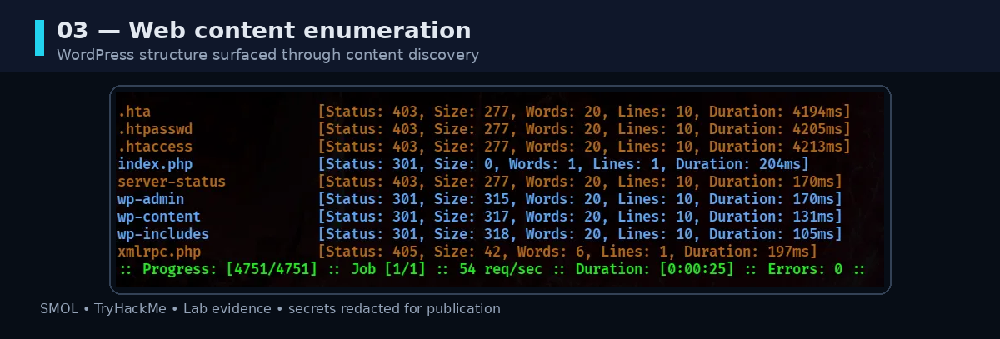 03 — Web content enumeration
WordPress structure surfaced through content discovery
.hta [Status: 403, Size: 277, Words: 20, Lines: 10, Duration: 4194ms]
.htpasswd [Status: 403, Size: 277, Words: 20, Lines: 10, Duration: 4205ms]
.htaccess [Status: 403, Size: 277, Words: 20, Lines: 10, Duration: 4213ms]
index.php [Status: 301, Size: 0, Words: 1, Lines: 1, Duration: 204ms]
server-status [Status: 403, Size: 277, Words: 20, Lines: 10, Duration: 170ms]
wp-admin [Status: 301, Size: 315, Words: 20, Lines: 10, Duration: 170ms]
wp-content [Status: 301, Size: 317, Words: 20, Lines: 10, Duration: 131ms]
wp-includes [Status: 301, Size: 318, Words: 20, Lines: 10, Duration: 105ms]
xmlrpc.php [Status: 405, Size: 42, Words: 6, Lines: 1, Duration: 197ms]
:: Progress: [4751/4751] :: Job [1/1] :: 54 req/sec :: Duration: [0:00:25] :: Errors: 0 ::
SMOL • TryHackMe • Lab evidence • secrets redacted for publication